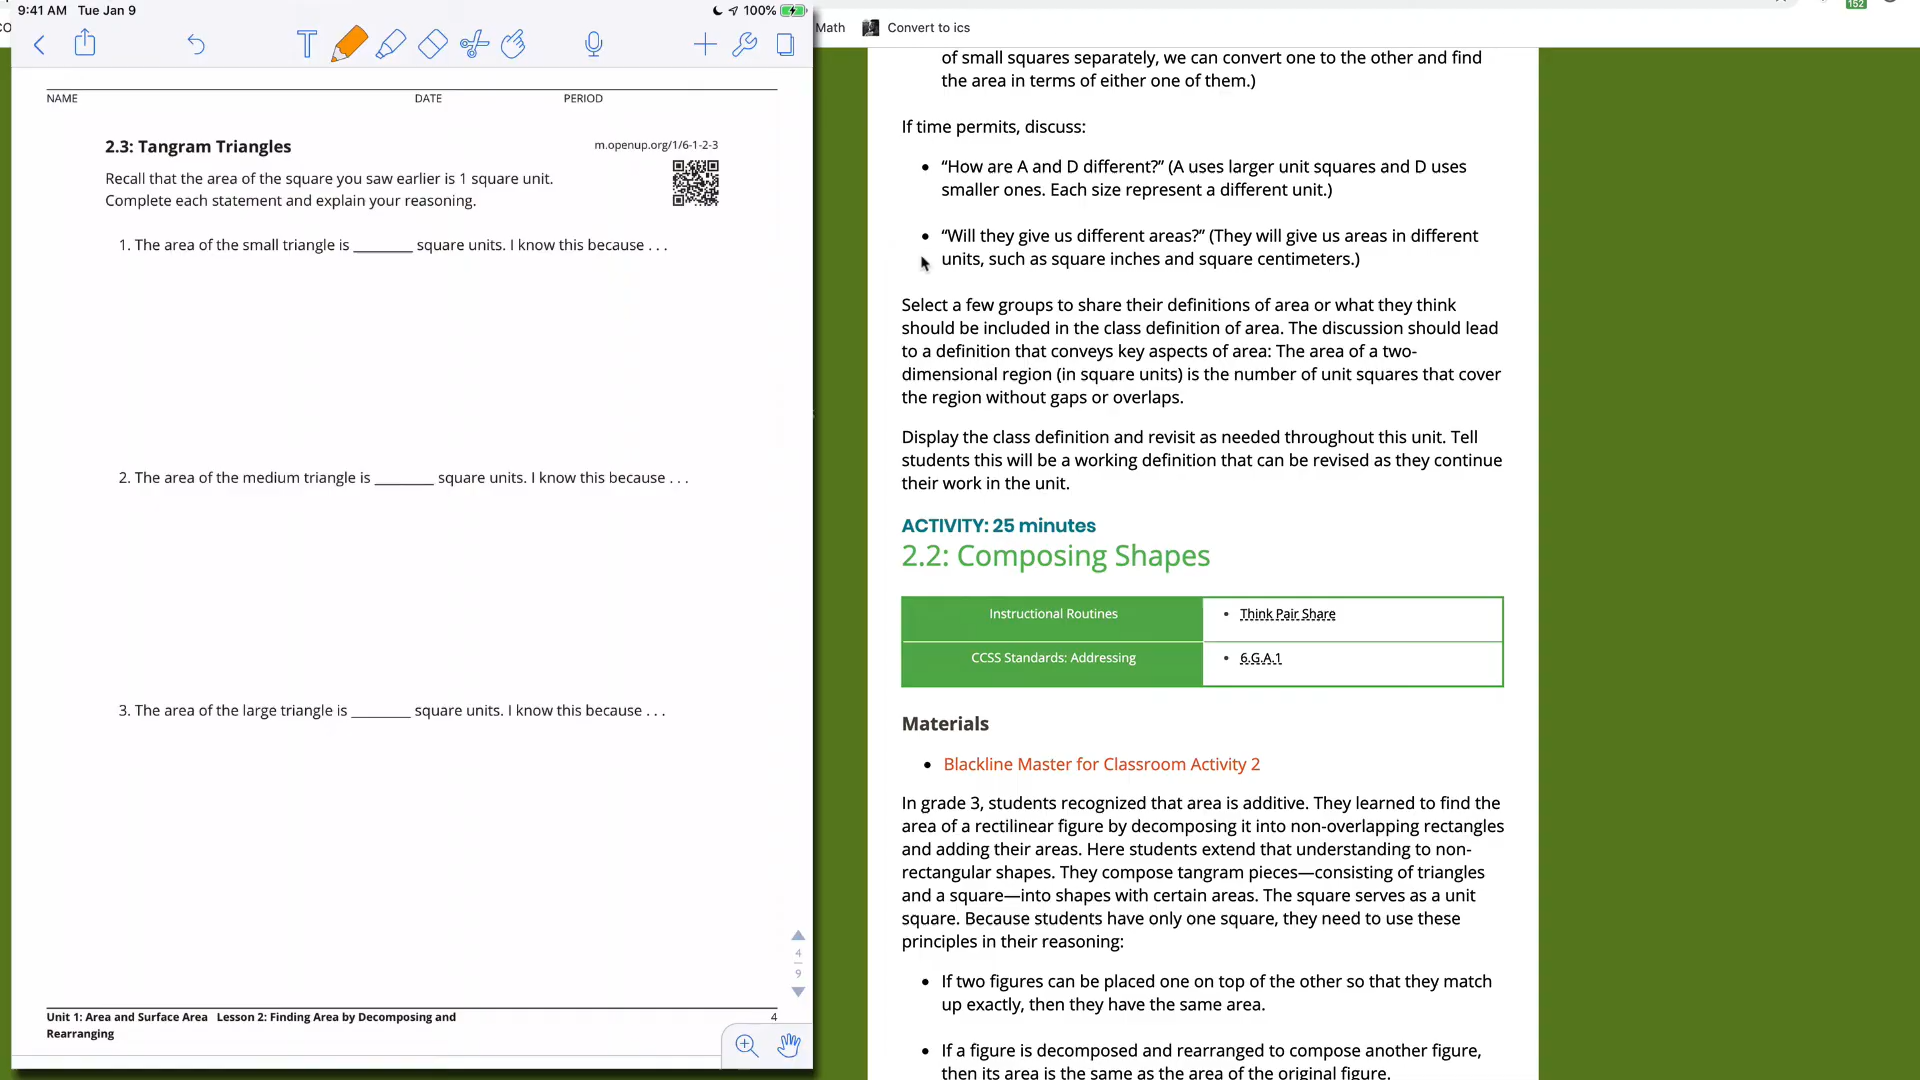 9:41 AM Tue Jan 9
100%
NAME DATE PERIOD
2.3: Tangram Triangles
m.openup.org/1/6-1-2-3
Recall that the area of the square you saw earlier is 1 square unit.
Complete each statement and explain your reasoning.
1. The area of the small triangle is ________ square units. I know this because . . .
2. The area of the medium triangle is ________ square units. I know this because . . .
3. The area of the large triangle is ________ square units. I know this because . . .
4
9
Unit 1: Area and Surface Area Lesson 2: Finding Area by Decomposing and
Rearranging
4
152
Math Convert to ics
of small squares separately, we can convert one to the other and find
the area in terms of either one of them.)
If time permits, discuss:
• “How are A and D different?” (A uses larger unit squares and D uses
smaller ones. Each size represent a different unit.)
• “Will they give us different areas?” (They will give us areas in different
units, such as square inches and square centimeters.)
Select a few groups to share their definitions of area or what they think
should be included in the class definition of area. The discussion should lead
to a definition that conveys key aspects of area: The area of a two-
dimensional region (in square units) is the number of unit squares that cover
the region without gaps or overlaps.
Display the class definition and revisit as needed throughout this unit. Tell
students this will be a working definition that can be revised as they continue
their work in the unit.
ACTIVITY: 25 minutes
2.2: Composing Shapes
Instructional Routines • Think Pair Share
CCSS Standards: Addressing • 6.G.A.1
Materials
• Blackline Master for Classroom Activity 2
In grade 3, students recognized that area is additive. They learned to find the
area of a rectilinear figure by decomposing it into non-overlapping rectangles
and adding their areas. Here students extend that understanding to non-
rectangular shapes. They compose tangram pieces—consisting of triangles
and a square—into shapes with certain areas. The square serves as a unit
square. Because students have only one square, they need to use these
principles in their reasoning:
• If two figures can be placed one on top of the other so that they match
up exactly, then they have the same area.
• If a figure is decomposed and rearranged to compose another figure,
then its area is the same as the area of the original figure.